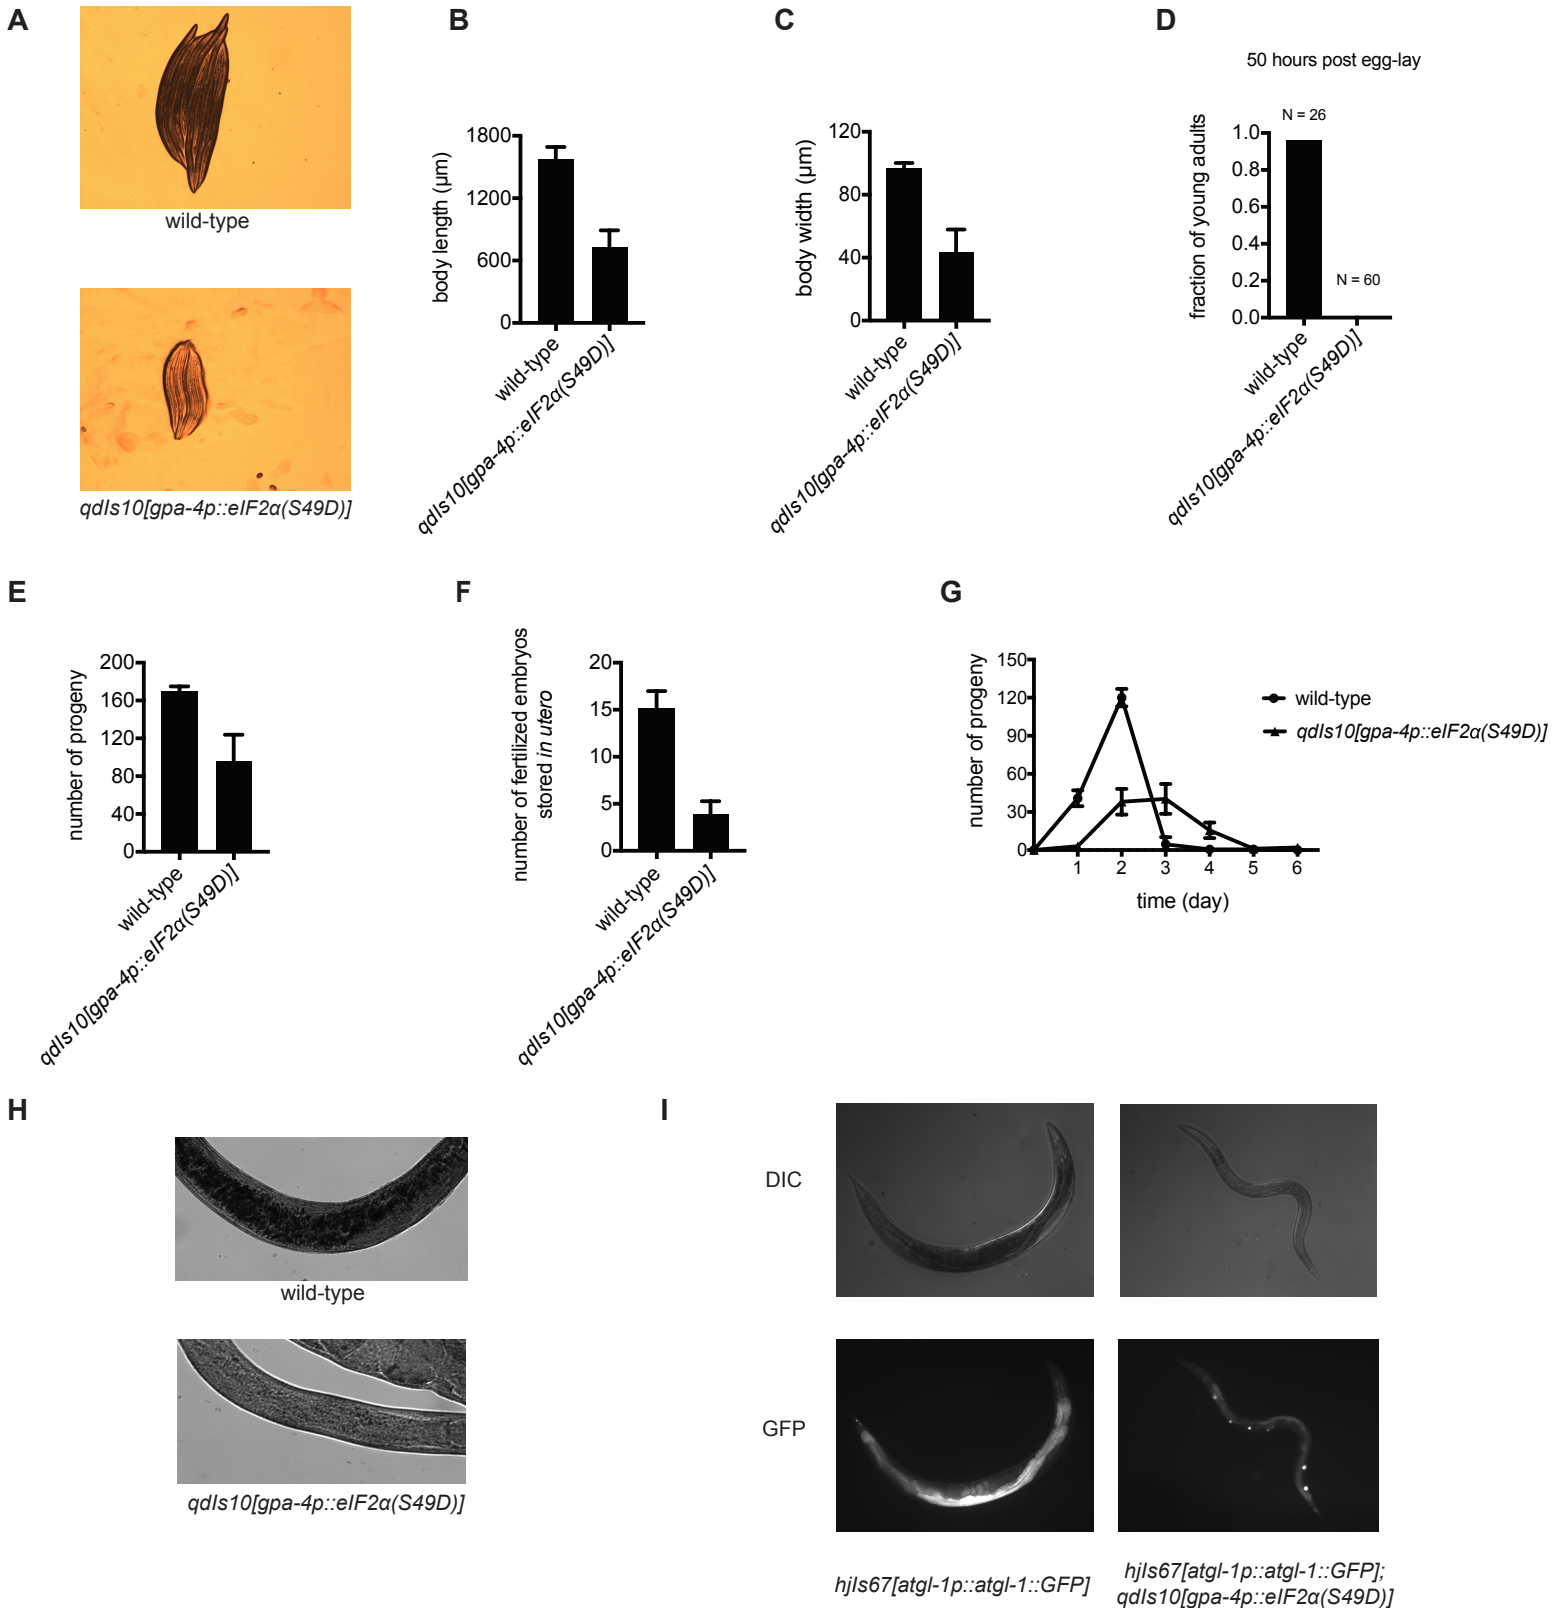 A
wild-type
qdIs10[gpa-4p::eIF2α(S49D)]
B
body length (μm)
1800
1200
600
0
wild-type
qdIs10[gpa-4p::eIF2α(S49D)]
C
body width (μm)
120
80
40
0
wild-type
qdIs10[gpa-4p::eIF2α(S49D)]
D
50 hours post egg-lay
fraction of young adults
N = 26
N = 60
1.0
0.8
0.6
0.4
0.2
0.0
wild-type
qdIs10[gpa-4p::eIF2α(S49D)]
E
number of progeny
200
160
120
80
40
0
wild-type
qdIs10[gpa-4p::eIF2α(S49D)]
F
number of fertilized embryos
stored in utero
20
15
10
5
0
wild-type
qdIs10[gpa-4p::eIF2α(S49D)]
G
number of progeny
150
120
90
60
30
0
1 2 3 4 5 6
time (day)
wild-type
qdIs10[gpa-4p::eIF2α(S49D)]
H
wild-type
qdIs10[gpa-4p::eIF2α(S49D)]
I
DIC
GFP
hjIs67[atgl-1p::atgl-1::GFP]
hjIs67[atgl-1p::atgl-1::GFP];
qdIs10[gpa-4p::eIF2α(S49D)]